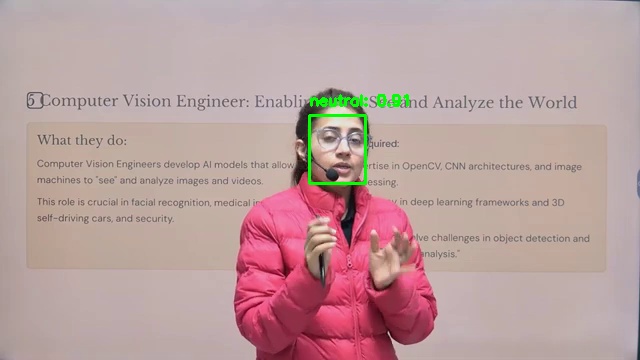 5 Computer Vision Engineer: Enabli
neutral: 0.91
and Analyze the World
What they do:
Computer Vision Engineers develop AI models that allow
machines to "see" and analyze images and videos.
This role is crucial in facial recognition, medical
self-driving cars, and security.
quired:
rtise in OpenCV, CNN architectures, and image
essing.
in deep learning frameworks and 3D
lve challenges in object detection and
analysis."